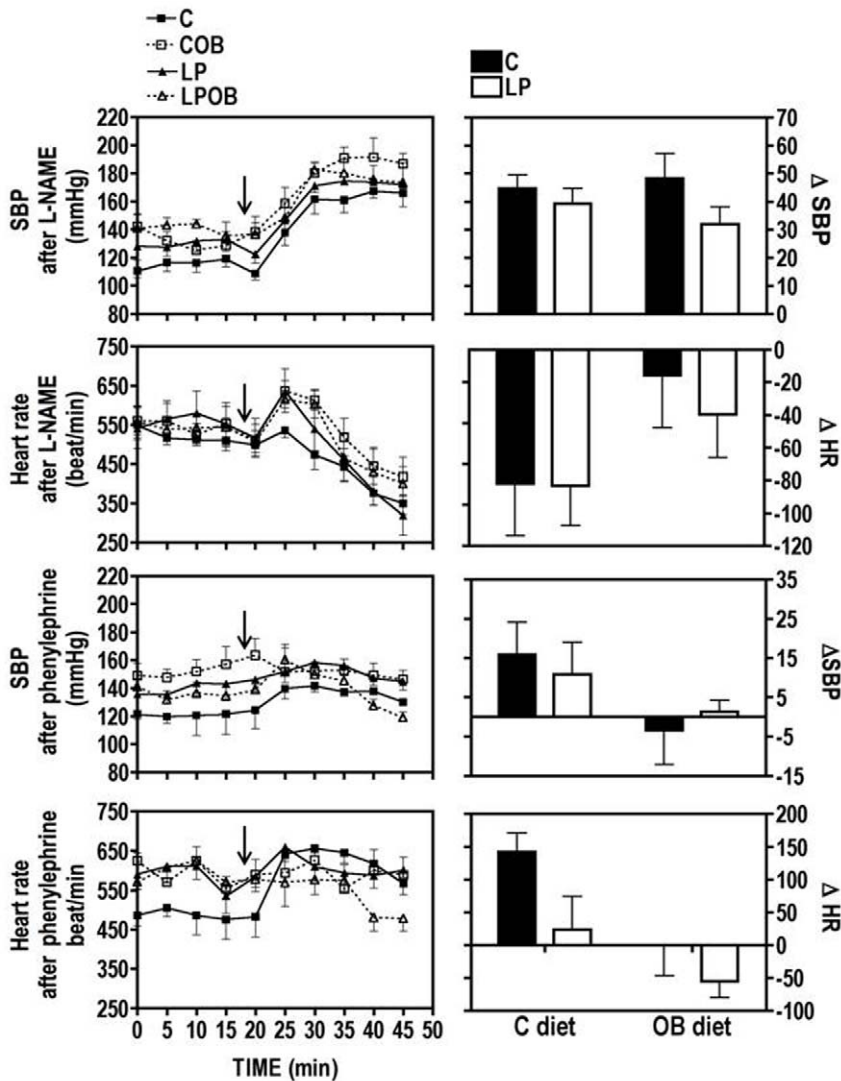 C
COB
LP
LPOB
C
LP
SBP
after L-NAME
(mmHg)
220
200
180
160
140
120
100
80
70
60
50
40
30
20
10
0
Δ SBP
Heart rate
after L-NAME
(beat/min)
650
550
450
350
250
0
-20
-40
-60
-80
-100
-120
Δ HR
SBP
after phenylephrine
(mmHg)
220
200
180
160
140
120
100
80
35
25
15
5
-5
-15
ΔSBP
Heart rate
after phenylephrine
beat/min
650
550
450
350
250
200
150
100
50
0
-50
-100
Δ HR
0 5 10 15 20 25 30 35 40 45 50
TIME (min)
C diet OB diet